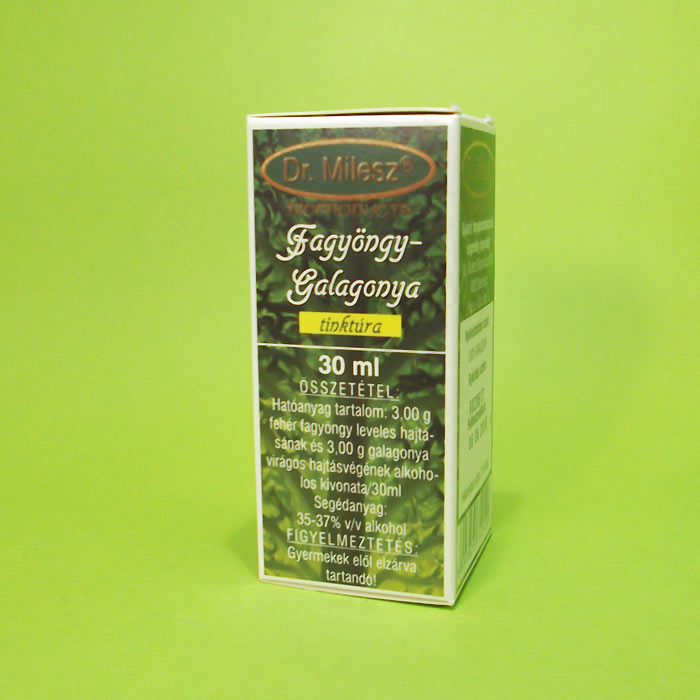 Dr. Milesz®
BIOPRODUCTS
Fagyöngy-
Galagonya
tinktúra
30 ml
ÖSSZETÉTEL:
Hatóanyag tartalom: 3,00 g
fehér fagyöngy leveles hajtá-
sának és 3,00 g galagonya
virágos hajtásvégének alkoho-
los kivonata/30ml
Segédanyag:
35-37% v/v alkohol
FIGYELMEZTETÉS:
Gyermekek elől elzárva
tartandó!